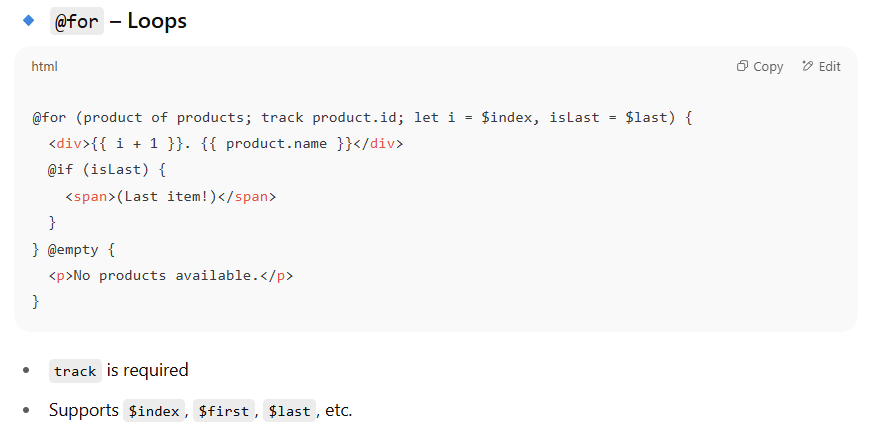 @for – Loops
html Copy Edit
@for (product of products; track product.id; let i = $index, isLast = $last) {
  <div>{{ i + 1 }}. {{ product.name }}</div>
  @if (isLast) {
    <span>(Last item!)</span>
  }
} @empty {
  <p>No products available.</p>
}
• track is required
• Supports $index, $first, $last, etc.